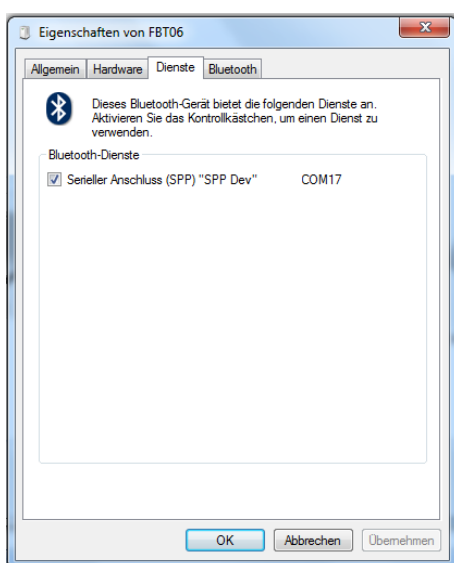 Eigenschaften von FBT06
Allgemein Hardware Dienste Bluetooth
Dieses Bluetooth-Gerät bietet die folgenden Dienste an.
Aktivieren Sie das Kontrollkästchen, um einen Dienst zu
verwenden.
Bluetooth-Dienste
Serieller Anschluss (SPP) "SPP Dev" COM17
OK Abbrechen Übernehmen